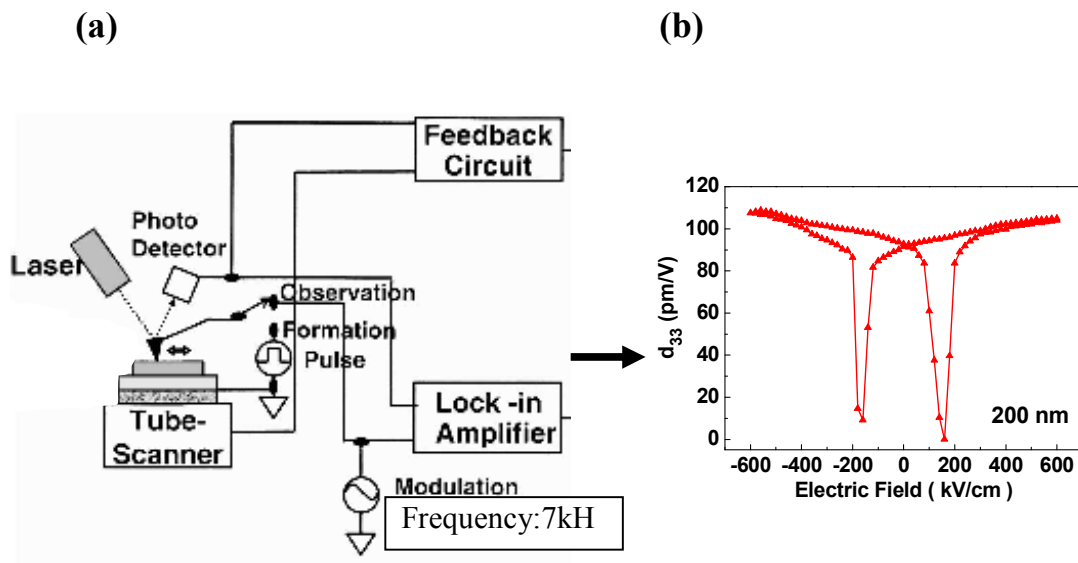 (a)
(b)
Feedback
Circuit
Photo
Detector
Laser
Observation
Formation
Pulse
Tube-
Scanner
Lock -in
Amplifier
Modulation
Frequency:7kH
120
100
80
60
40
20
0
d33 (pm/V)
200 nm
-600 -400 -200 0 200 400 600
Electric Field ( kV/cm )